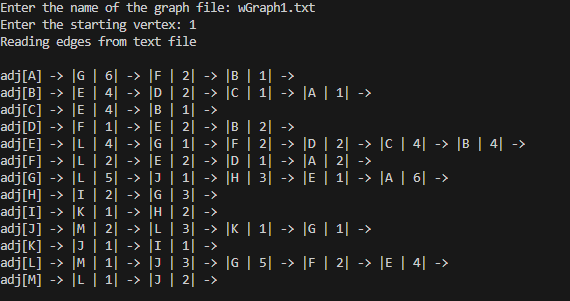 Enter the name of the graph file: wGraph1.txt
Enter the starting vertex: 1
Reading edges from text file
adj[A] -> |G | 6| -> |F | 2| -> |B | 1| ->
adj[B] -> |E | 4| -> |D | 2| -> |C | 1| -> |A | 1| ->
adj[C] -> |E | 4| -> |B | 1| ->
adj[D] -> |F | 1| -> |E | 2| -> |B | 2| ->
adj[E] -> |L | 4| -> |G | 1| -> |F | 2| -> |D | 2| -> |C | 4| -> |B | 4| ->
adj[F] -> |L | 2| -> |E | 2| -> |D | 1| -> |A | 2| ->
adj[G] -> |L | 5| -> |J | 1| -> |H | 3| -> |E | 1| -> |A | 6| ->
adj[H] -> |I | 2| -> |G | 3| ->
adj[I] -> |K | 1| -> |H | 2| ->
adj[J] -> |M | 2| -> |L | 3| -> |K | 1| -> |G | 1| ->
adj[K] -> |J | 1| -> |I | 1| ->
adj[L] -> |M | 1| -> |J | 3| -> |G | 5| -> |F | 2| -> |E | 4| ->
adj[M] -> |L | 1| -> |J | 2| ->